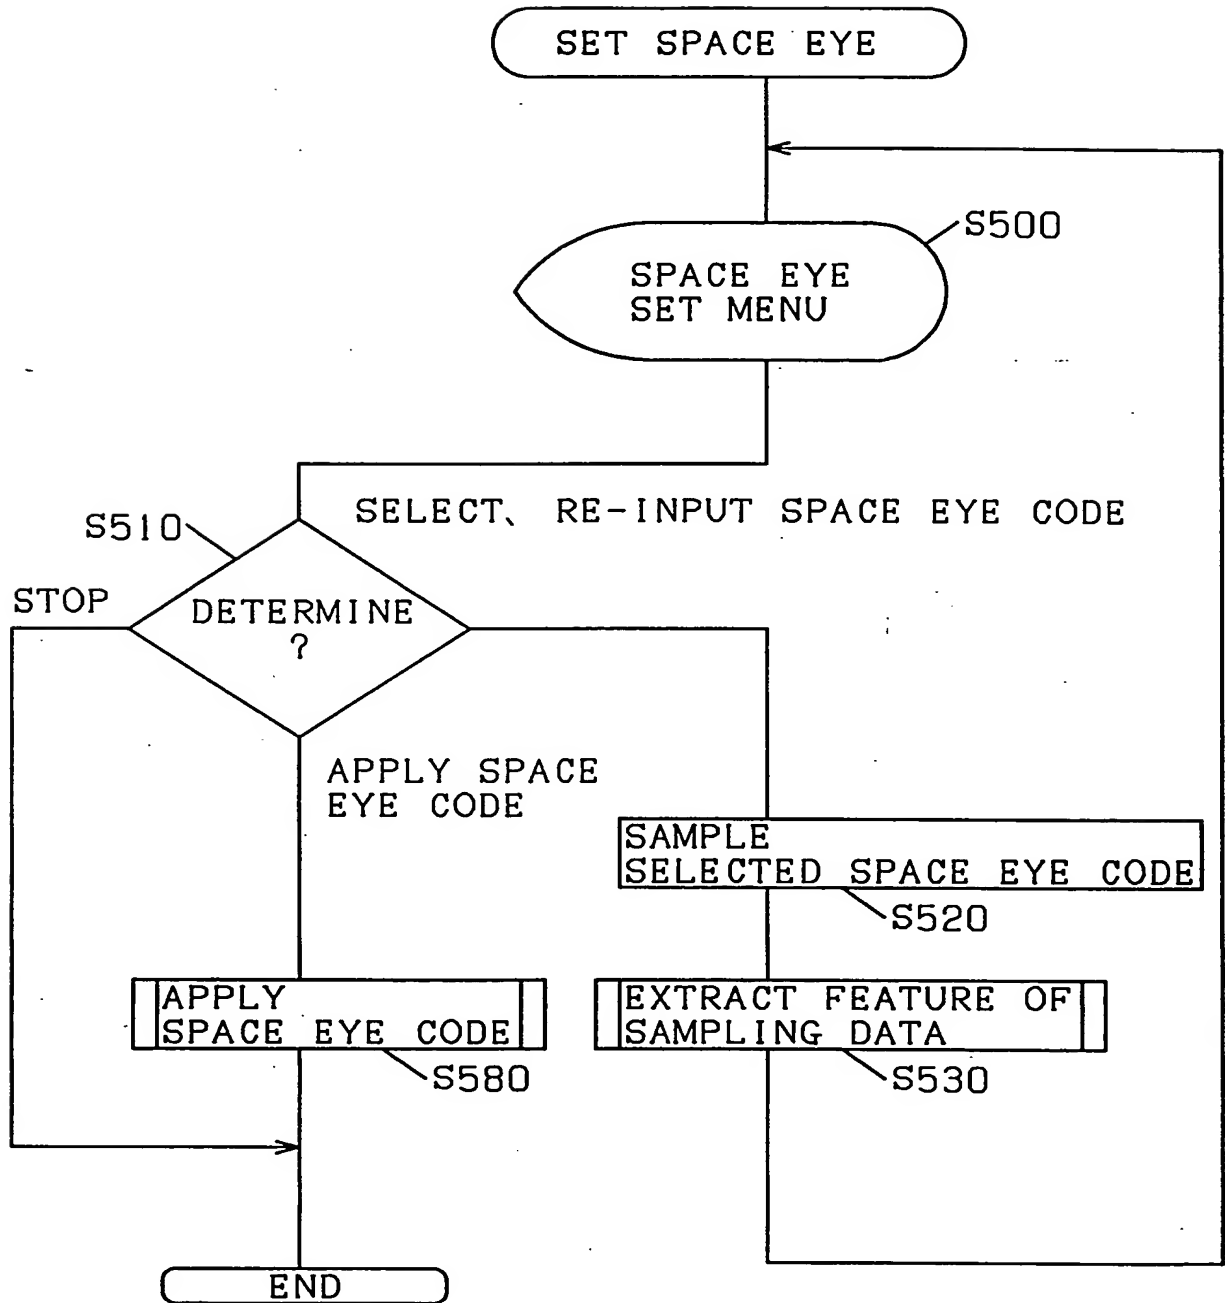 SET SPACE EYE
S500
SPACE EYE
SET MENU
SELECT、 RE-INPUT SPACE EYE CODE
S510
STOP
DETERMINE
?
APPLY SPACE
EYE CODE
SAMPLE
SELECTED SPACE EYE CODE
S520
APPLY
SPACE EYE CODE
S580
EXTRACT FEATURE OF
SAMPLING DATA
S530
END